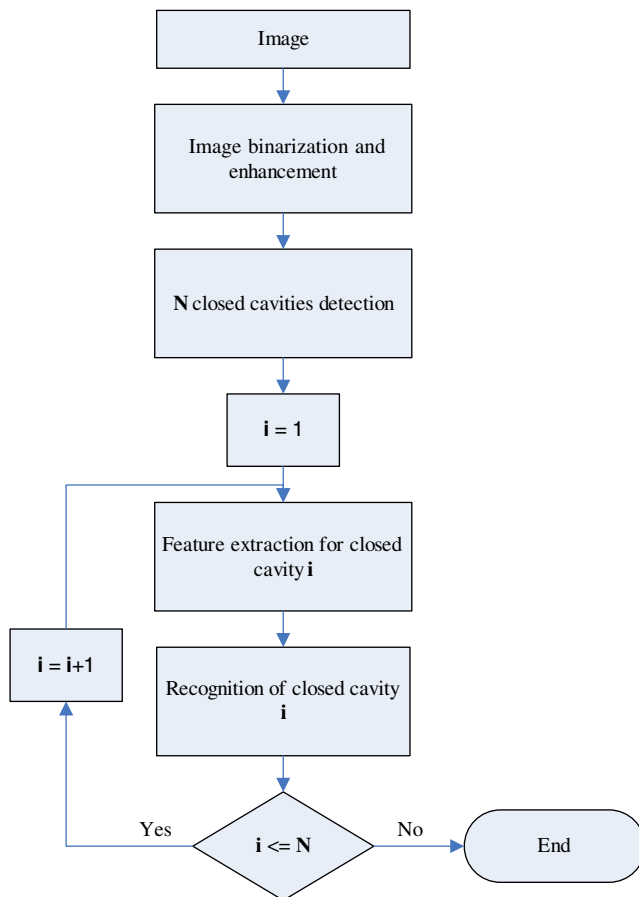 Image
Image binarization and
enhancement
N closed cavities detection
i = 1
Feature extraction for closed
cavity i
i = i+1
Recognition of closed cavity
i
Yes
i <= N
No
End